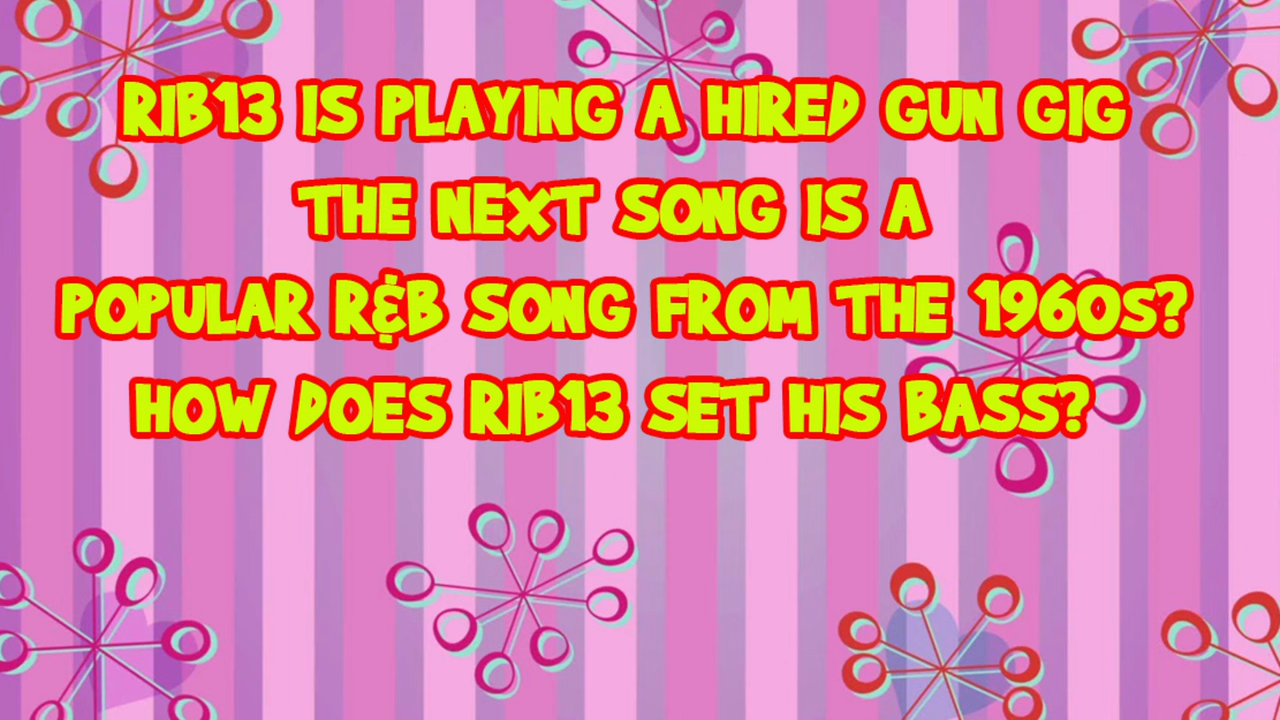 RIB13 IS PLAYING A HIRED GUN GIG
THE NEXT SONG IS A
POPULAR R&B SONG FROM THE 1960s?
HOW DOES RIB13 SET HIS BASS?